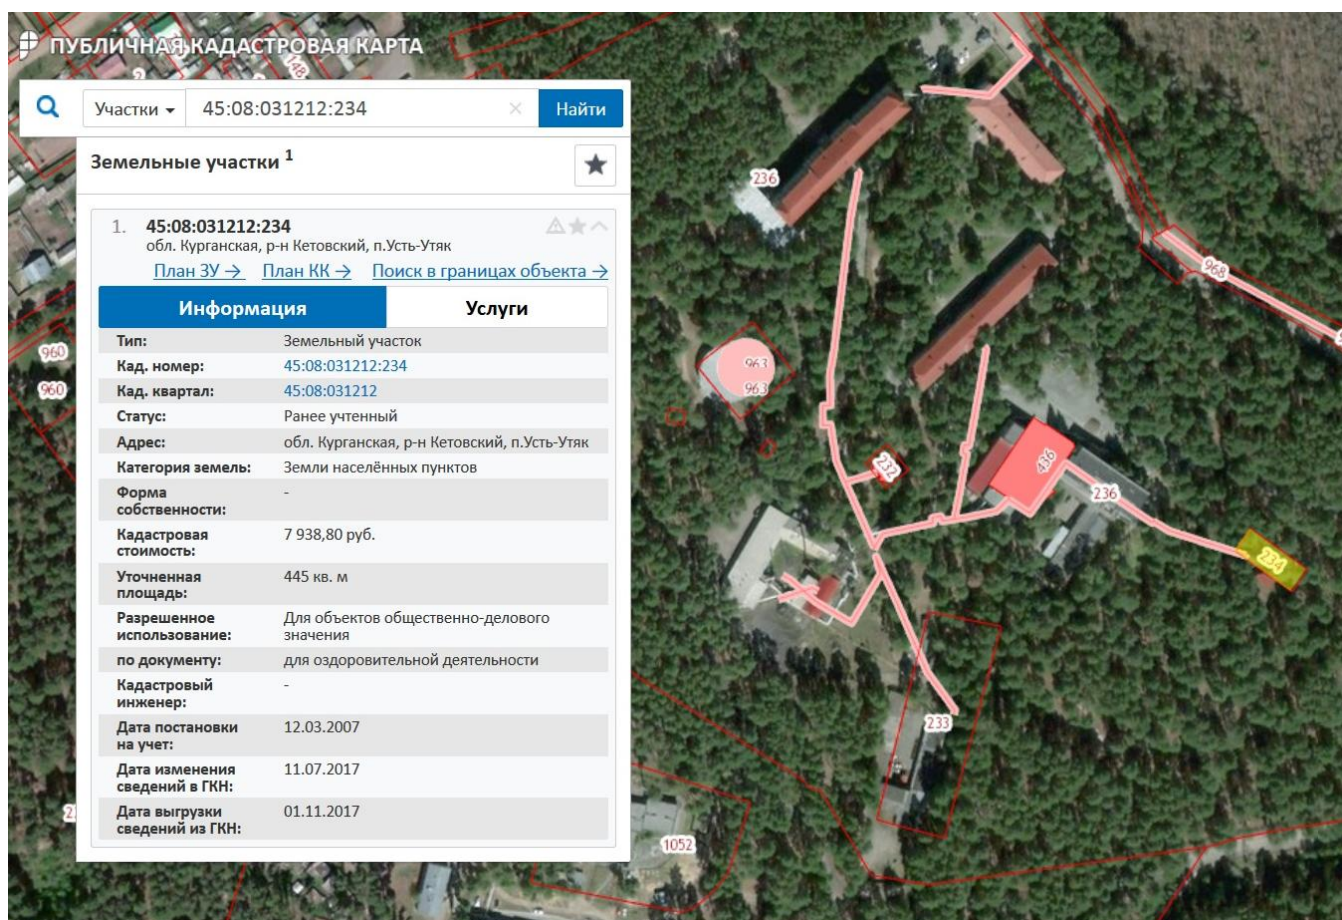 ПУБЛИЧНАЯ КАДАСТРОВАЯ КАРТА
2
148
Участки
45:08:031212:234
×
Найти
Земельные участки 1
1. 45:08:031212:234
обл. Курганская, р-н Кетовский, п.Усть-Утяк
План ЗУ → План КК → Поиск в границах объекта →
Информация Услуги
Тип: Земельный участок
Кад. номер: 45:08:031212:234
Кад. квартал: 45:08:031212
Статус: Ранее учтенный
Адрес: обл. Курганская, р-н Кетовский, п.Усть-Утяк
Категория земель: Земли населённых пунктов
Форма -
собственности:
Кадастровая 7 938,80 руб.
стоимость:
Уточненная 445 кв. м
площадь:
Разрешенное Для объектов общественно-делового
использование: значения
по документу: для оздоровительной деятельности
Кадастровый -
инженер:
Дата постановки 12.03.2007
на учет:
Дата изменения 11.07.2017
сведений в ГКН:
Дата выгрузки 01.11.2017
сведений из ГКН:
960
960
236
968
963
963
232
436
236
234
233
1052